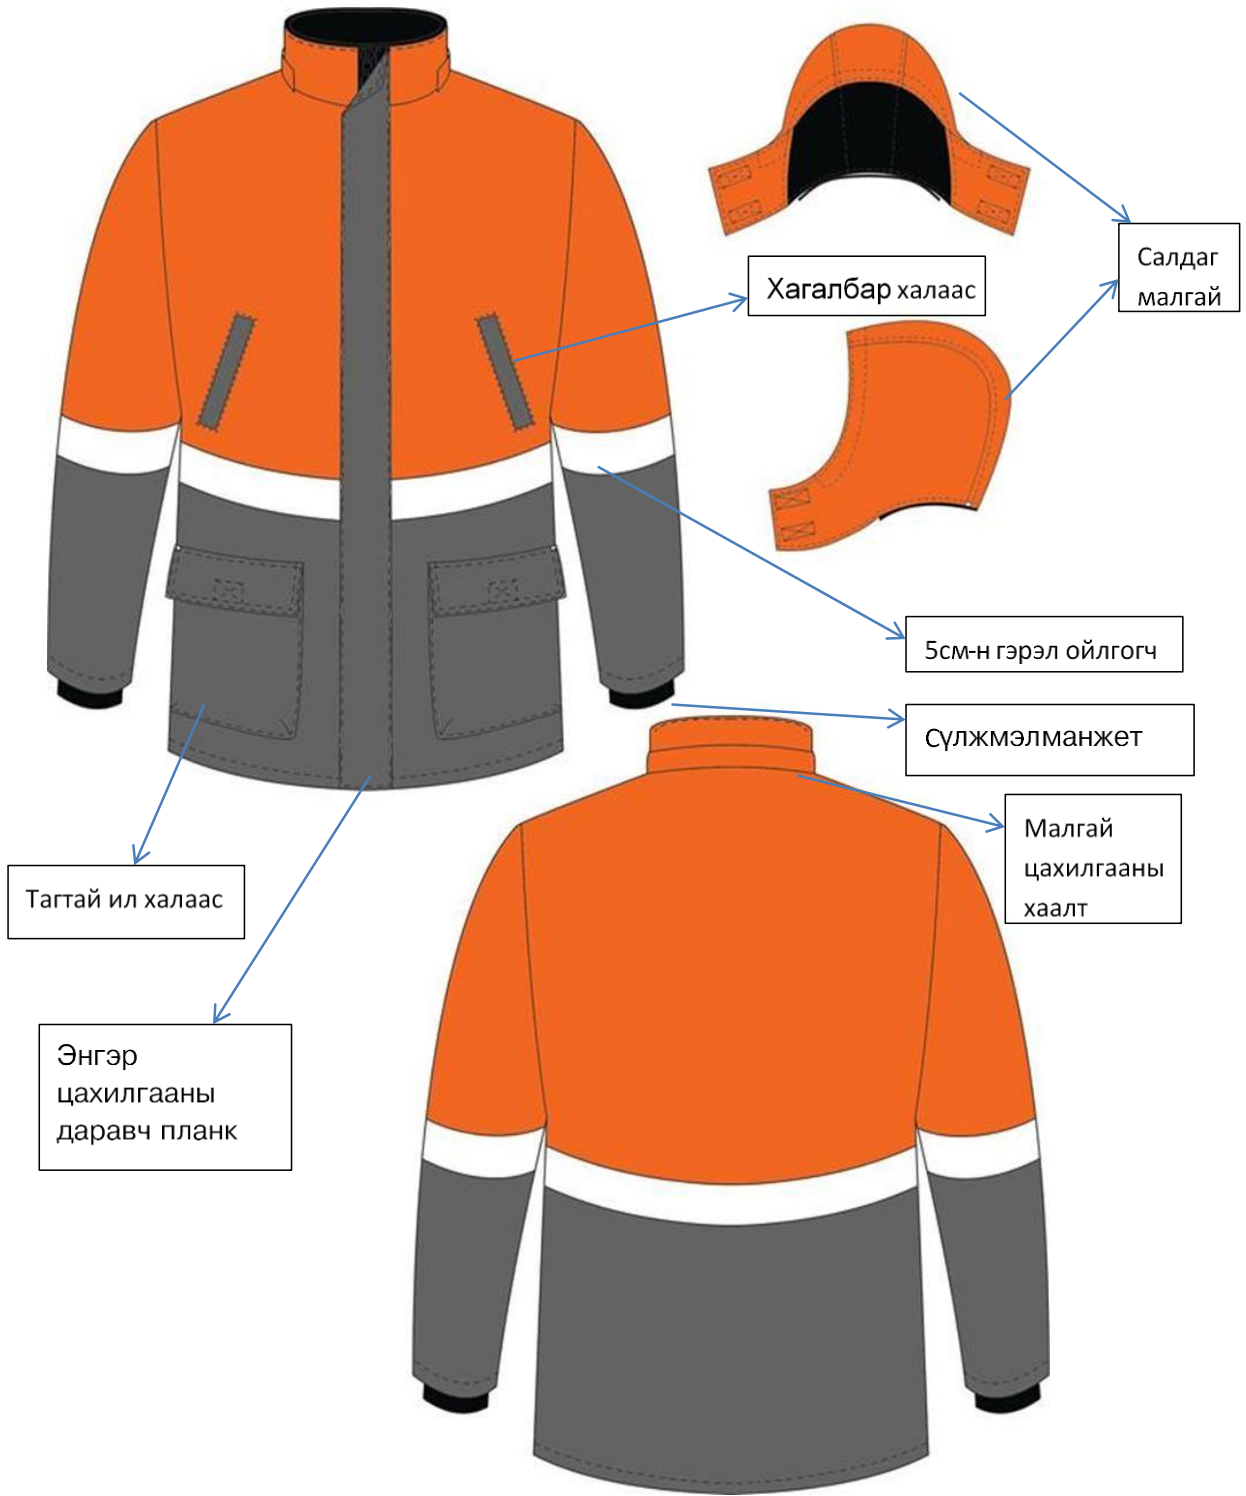 Хагалбар халаас
Салдаг
малгай
5см-н гэрэл ойлгогч
Сүлжмэлманжет
Малгай
цахилгааны
хаалт
Тагтай ил халаас
Энгэр
цахилгааны
даравч планк